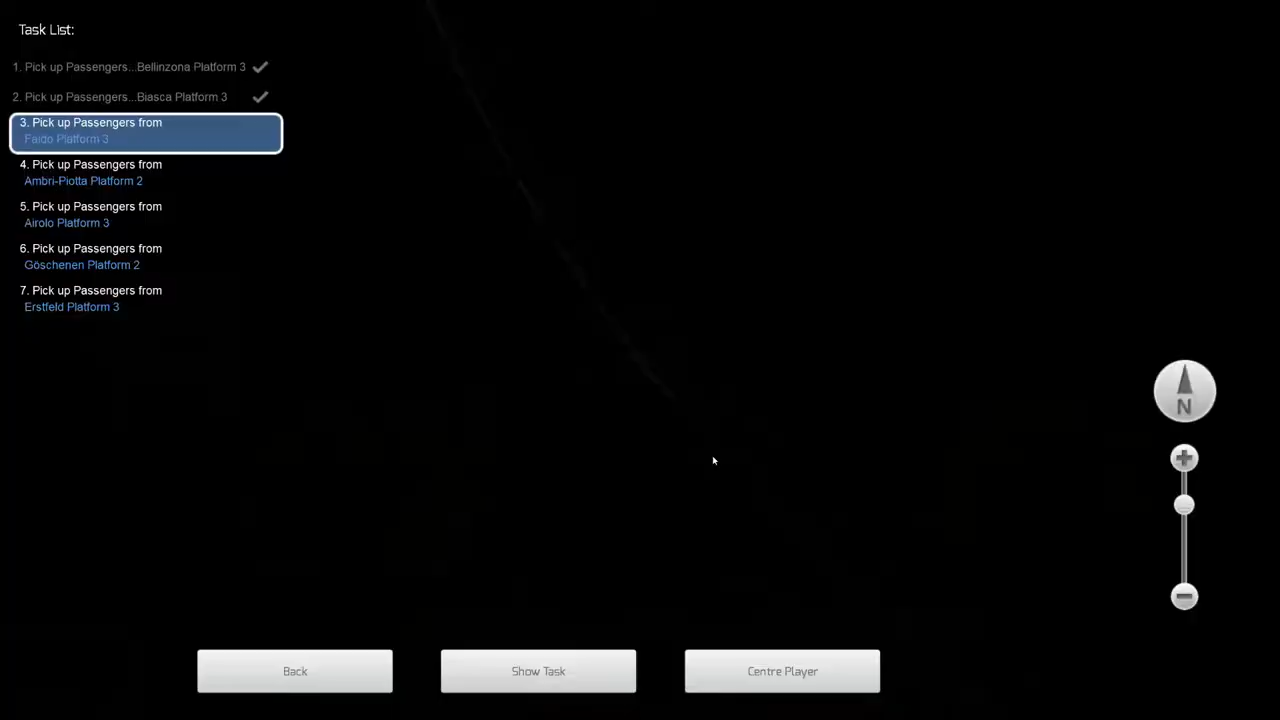 Task List:
1. Pick up Passengers...Bellinzona Platform 3
2. Pick up Passengers...Biasca Platform 3
3. Pick up Passengers from
Faido Platform 3
4. Pick up Passengers from
Ambri-Piotta Platform 2
5. Pick up Passengers from
Airolo Platform 3
6. Pick up Passengers from
Göschenen Platform 2
7. Pick up Passengers from
Erstfeld Platform 3
N
Back
Show Task
Centre Player